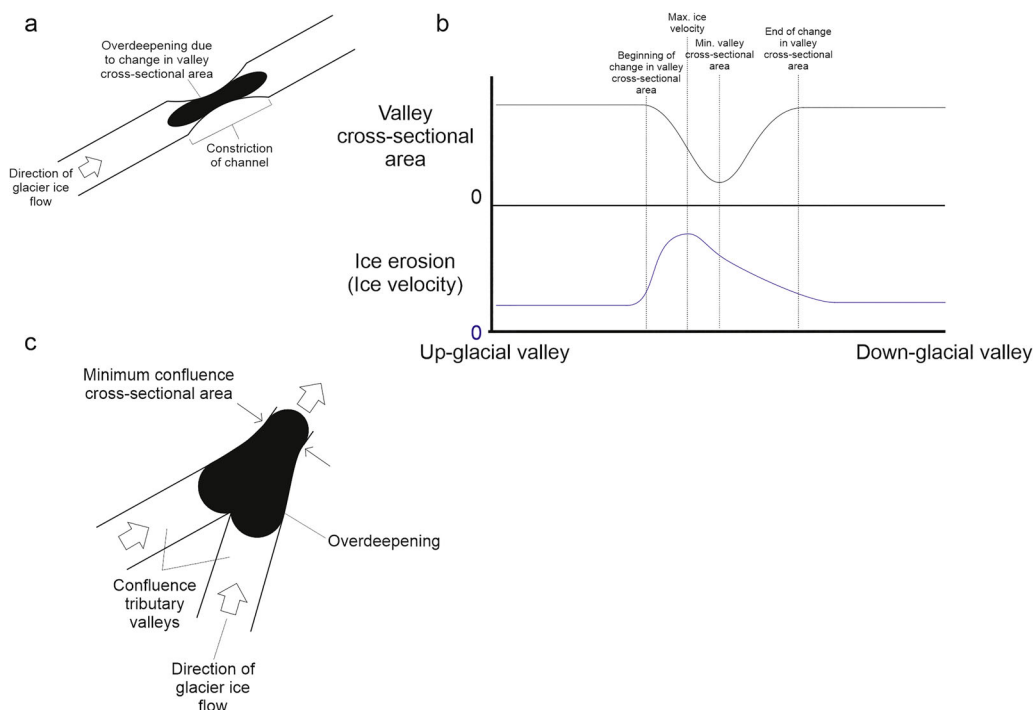 a
Overdeepening due
to change in valley
cross-sectional area
Constriction
of channel
Direction of
glacier ice
flow
b
Max. ice
velocity
Beginning of
change in valley
cross-sectional
area
Min. valley
cross-sectional
area
End of change
in valley
cross-sectional
area
Valley
cross-sectional
area
0
Ice erosion
(Ice velocity)
0
Up-glacial valley
Down-glacial valley
c
Minimum confluence
cross-sectional area
Overdeepening
Confluence
tributary
valleys
Direction of
glacier ice
flow